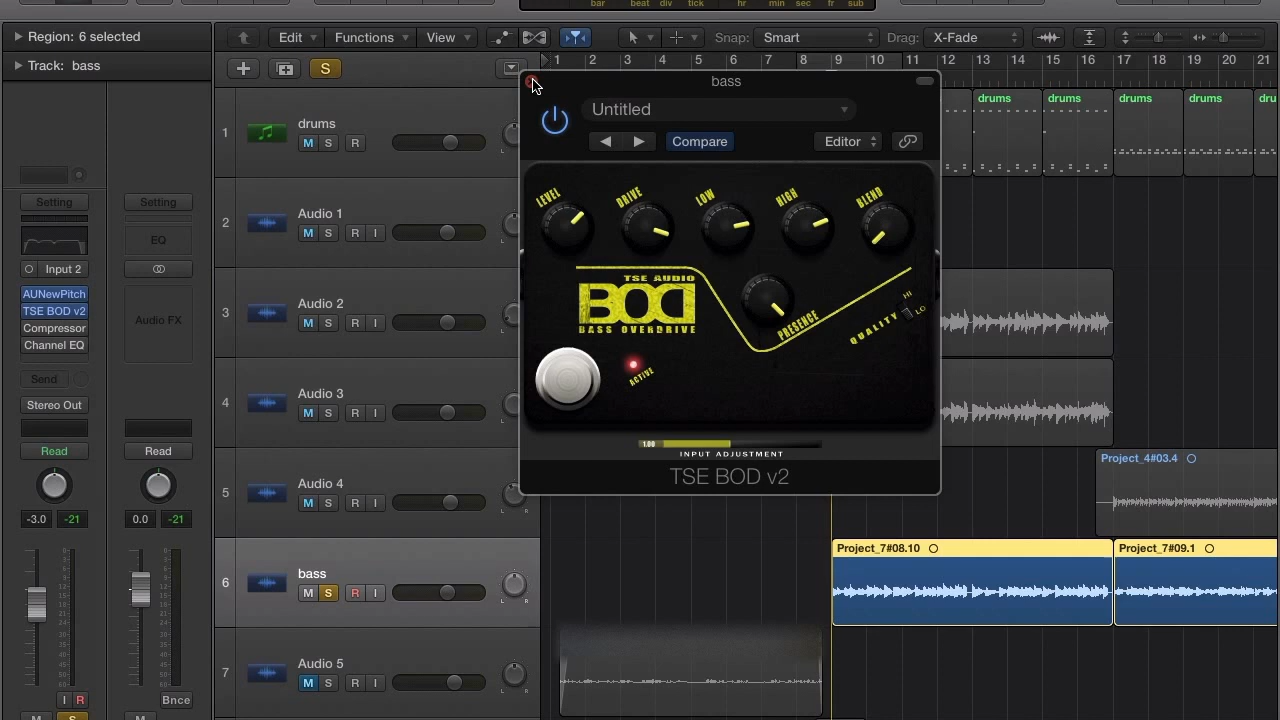 bar beat div tick hr min sec fr sub
Region: 6 selected
Edit Functions View Snap: Smart Drag: X-Fade
Track: bass
S
1 2 3 4 5 6 7 8 9 10 11 12 13 14 15 16 17 18 19 20 21
bass
Untitled
Compare Editor
1 drums
M S R
drums drums drums drums dru
Setting Setting
EQ
Input 2
AUNewPitch
TSE BOD v2
Compressor
Channel EQ
Audio FX
Send
Stereo Out
Read Read
-3.0 -21 0.0 -21
I R Bnce
M S M
2 Audio 1
M S R I
3 Audio 2
M S R I
4 Audio 3
M S R I
5 Audio 4
M S R I
6 bass
M S R I
7 Audio 5
M S R I
LEVEL DRIVE LOW HIGH BLEND
TSE AUDIO
BOD
BASS OVERDRIVE
PRESENCE
QUALITY HI LO
ACTIVE
1.00
INPUT ADJUSTMENT
TSE BOD v2
Project_4#03.4
Project_7#08.10 Project_7#09.1